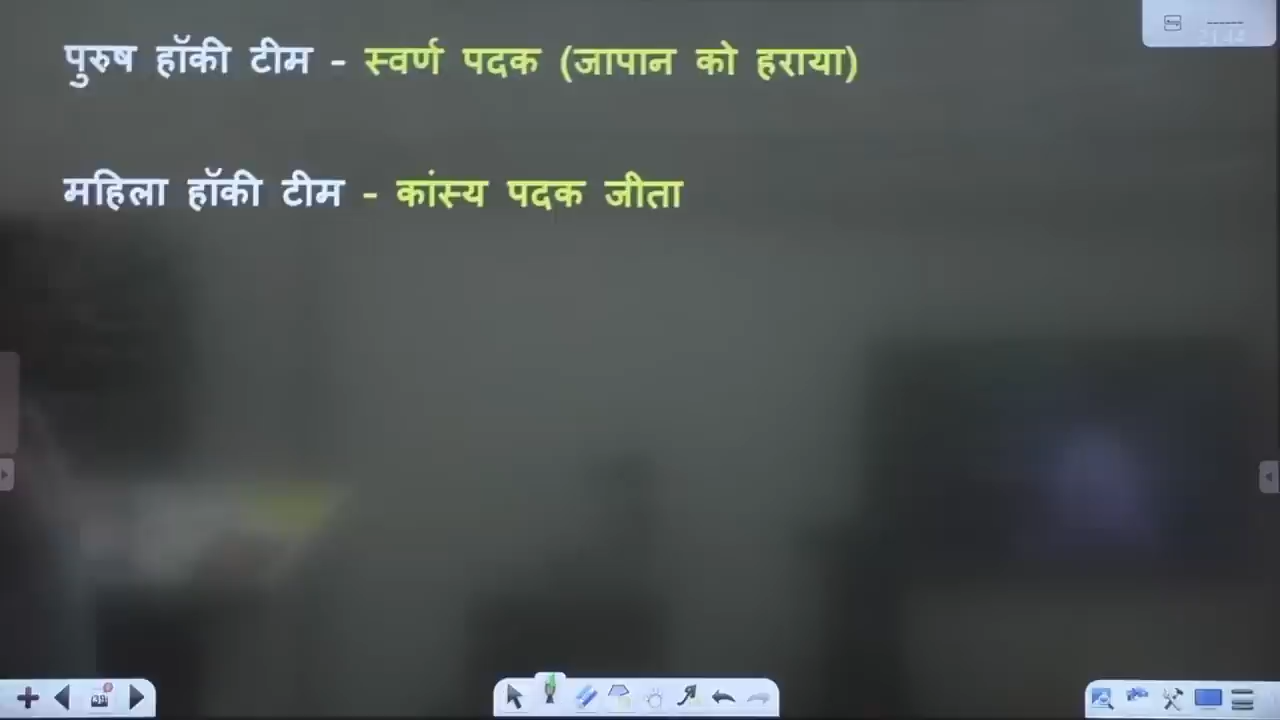 पुरुष हॉकी टीम - स्वर्ण पदक (जापान को हराया)
महिला हॉकी टीम - कांस्य पदक जीता